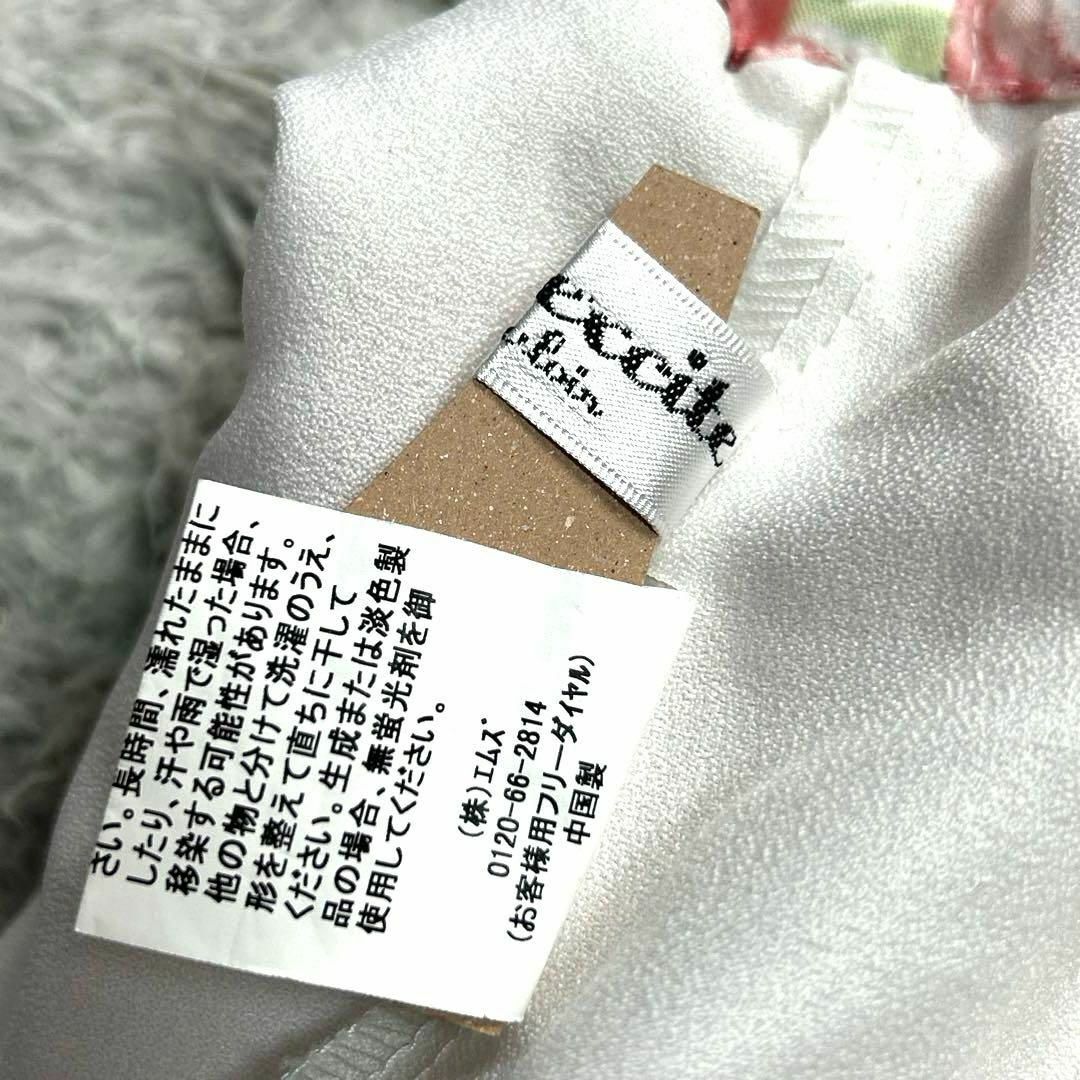 excite
さい。長時間、濡れたままに
したり、汗や雨で湿った場合、
移染する可能性があります。
他の物と分けて洗濯のうえ、
形を整えて直ちに干して
ください。生成または淡色製
品の場合、無蛍光剤を御
使用してください。
(株)エムズ
0120-66-2814
(お客様用フリーダイヤル)
中国製